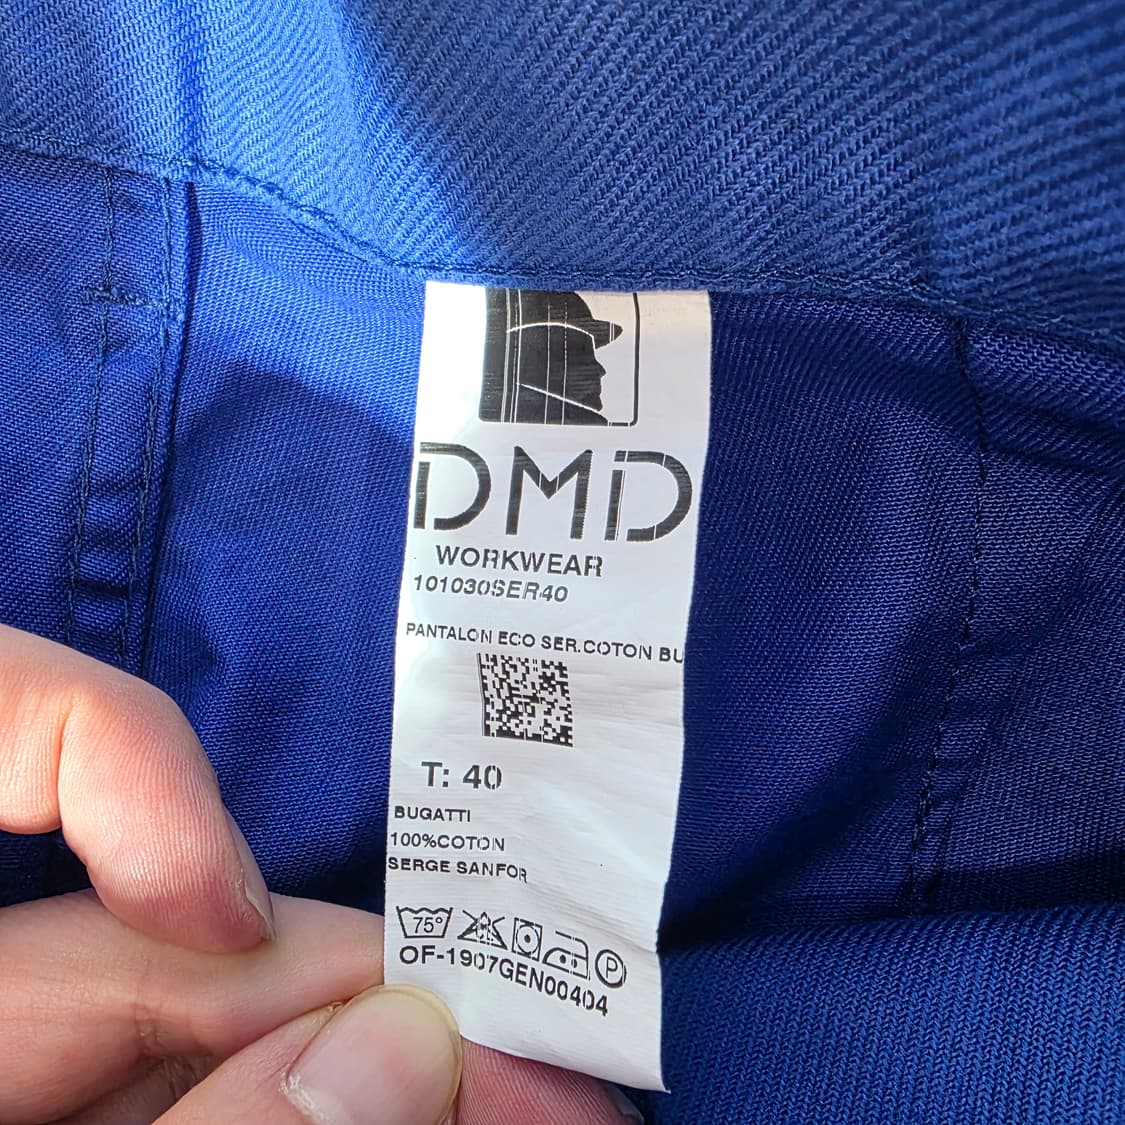 DMD
WORKWEAR
101030SER40
PANTALON ECO SER.COTON BU
T: 40
BUGATTI
100%COTON
SERGE SANFOR
75°
P
OF-1907GEN00404